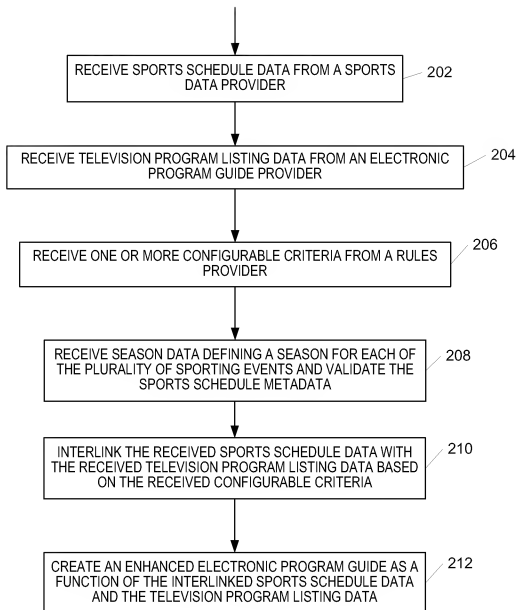 RECEIVE SPORTS SCHEDULE DATA FROM A SPORTS
DATA PROVIDER
202
RECEIVE TELEVISION PROGRAM LISTING DATA FROM AN ELECTRONIC
PROGRAM GUIDE PROVIDER
204
RECEIVE ONE OR MORE CONFIGURABLE CRITERIA FROM A RULES
PROVIDER
206
RECEIVE SEASON DATA DEFINING A SEASON FOR EACH OF
THE PLURALITY OF SPORTING EVENTS AND VALIDATE THE
SPORTS SCHEDULE METADATA
208
INTERLINK THE RECEIVED SPORTS SCHEDULE DATA WITH
THE RECEIVED TELEVISION PROGRAM LISTING DATA BASED
ON THE RECEIVED CONFIGURABLE CRITERIA
210
CREATE AN ENHANCED ELECTRONIC PROGRAM GUIDE AS A
FUNCTION OF THE INTERLINKED SPORTS SCHEDULE DATA
AND THE TELEVISION PROGRAM LISTING DATA
212